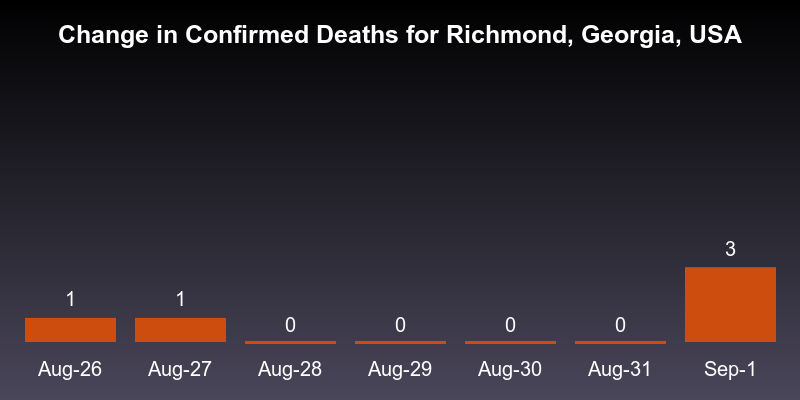 Change in Confirmed Deaths for Richmond, Georgia, USA
3
1 1
0 0 0 0
Aug-26 Aug-27 Aug-28 Aug-29 Aug-30 Aug-31 Sep-1